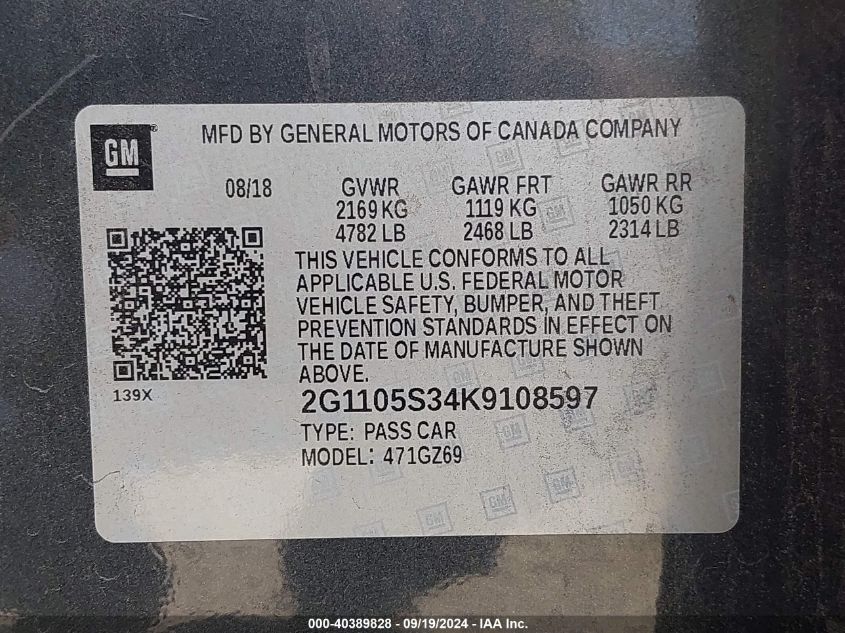 GM
MFD BY GENERAL MOTORS OF CANADA COMPANY
08/18 GVWR GAWR FRT GAWR RR
2169 KG 1119 KG 1050 KG
4782 LB 2468 LB 2314 LB
THIS VEHICLE CONFORMS TO ALL
APPLICABLE U.S. FEDERAL MOTOR
VEHICLE SAFETY, BUMPER, AND THEFT
PREVENTION STANDARDS IN EFFECT ON
THE DATE OF MANUFACTURE SHOWN
ABOVE.
139X
2G1105S34K9108597
TYPE: PASS CAR
MODEL: 471GZ69
000-40389828 - 09/19/2024 - IAA Inc.